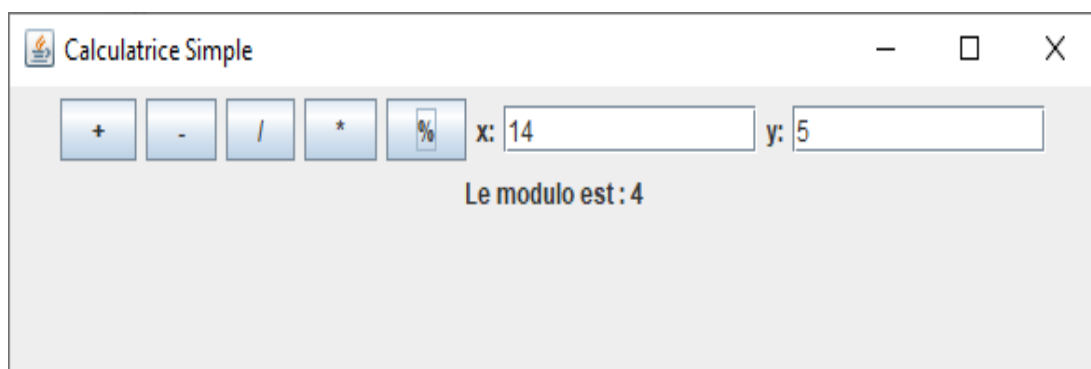 Calculatrice Simple
+ - / * % x: 14 y: 5
Le modulo est : 4